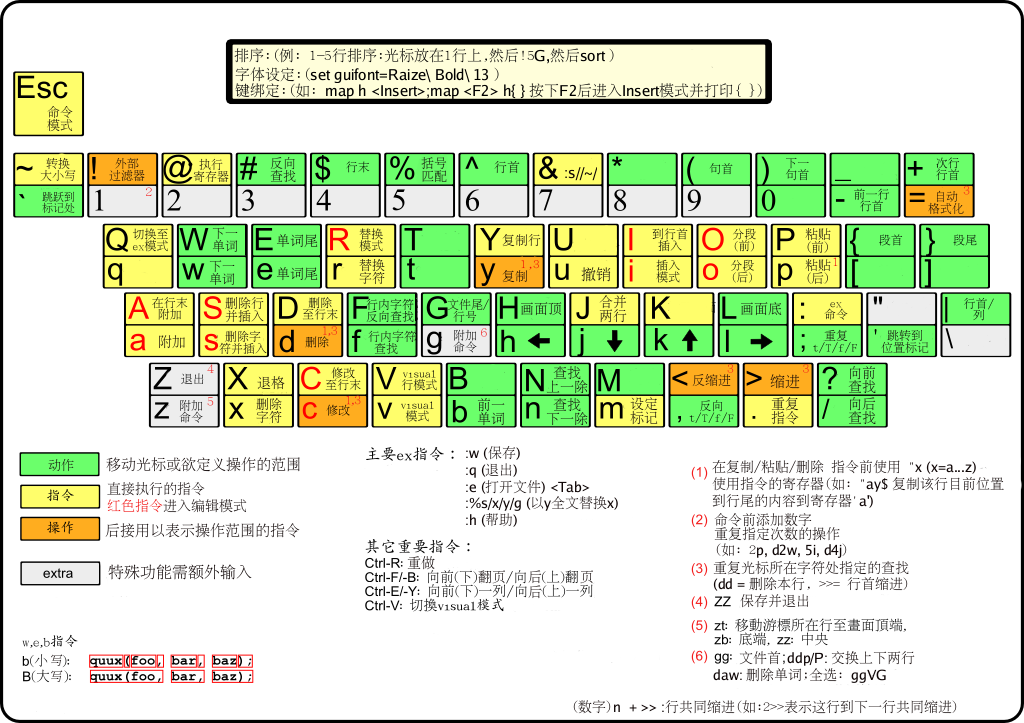 排序:(例: 1-5行排序:光标放在1行上,然后!5G,然后sort )
字体设定:(set guifont=Raize\ Bold\ 13 )
键绑定:(如: map h <Insert>;map <F2> h{ } 按下F2后进入Insert模式并打印{ })
Esc 命令模式
~ 转换大小写
! 外部过滤器
@ 执行寄存器
# 反向查找
$ 行末
% 括号匹配
^ 行首
& :s//~/
*
( 句首
) 下一句首
_
+ 次行行首
` 跳跃到标记处
1 2
2
3
4
5
6
7
8
9
0
- 前一行行首
= 自动格式化 3
Q 切换至ex模式
W 下一单词
E 单词尾
R 替换模式
T
Y 复制行
U
I 到行首插入
O 分段(前)
P 粘贴(前)
{ 段首
} 段尾
q
w 下一单词
e 单词尾
r 替换字符
t
y 复制 1,3
u 撤销
i 插入模式
o 分段(后)
p 粘贴(后) 1
[
]
A 在行末附加
S 删除行并插入
D 删除至行末
F 行内字符反向查找
G 文件尾/行号
H 画面顶
J 合并两行
K
L 画面底
: ex命令
"
| 行首/列
a 附加
s 删除字符并插入
d 删除 1,3
f 行内字符查找
g 附加命令 6
h ←
j ↓
k ↑
l →
; 重复t/T/f/F
' 跳转到位置标记
\
Z 退出 4
X 退格
C 修改至行末
V visual行模式
B
N 查找上一除
M
< 反缩进 3
> 缩进 3
? 向前查找
z 附加命令 5
x 删除字符
c 修改 1,3
v visual模式
b 前一单词
n 查找下一除
m 设定标记
, 反向t/T/f/F
. 重复指令
/ 向后查找
动作 移动光标或欲定义操作的范围
指令 直接执行的指令
红色指令进入编辑模式
操作 后接用以表示操作范围的指令
extra 特殊功能需额外输入
w,e,b指令
b(小写): quux(foo, bar, baz);
B(大写): quux(foo, bar, baz);
主要ex指令: :w (保存)
:q (退出)
:e (打开文件) <Tab>
:%s/x/y/g (以y全文替换x)
:h (帮助)
其它重要指令:
Ctrl-R: 重做
Ctrl-F/-B: 向前(下)翻页/向后(上)翻页
Ctrl-E/-Y: 向前(下)一列/向后(上)一列
Ctrl-V: 切换visual模式
(1) 在复制/粘贴/删除 指令前使用 "x (x=a...z)
使用指令的寄存器(如: "ay$ 复制该行目前位置
到行尾的内容到寄存器'a')
(2) 命令前添加数字
重复指定次数的操作
(如: 2p, d2w, 5i, d4j)
(3) 重复光标所在字符处指定的查找
(dd = 删除本行, >>= 行首缩进)
(4) ZZ 保存并退出
(5) zt: 移動游標所在行至畫面頂端,
zb: 底端, zz: 中央
(6) gg: 文件首;ddp/P: 交换上下两行
daw: 删除单词;全选: ggVG
(数字)n + >> :行共同缩进(如:2>>表示这行到下一行共同缩进)